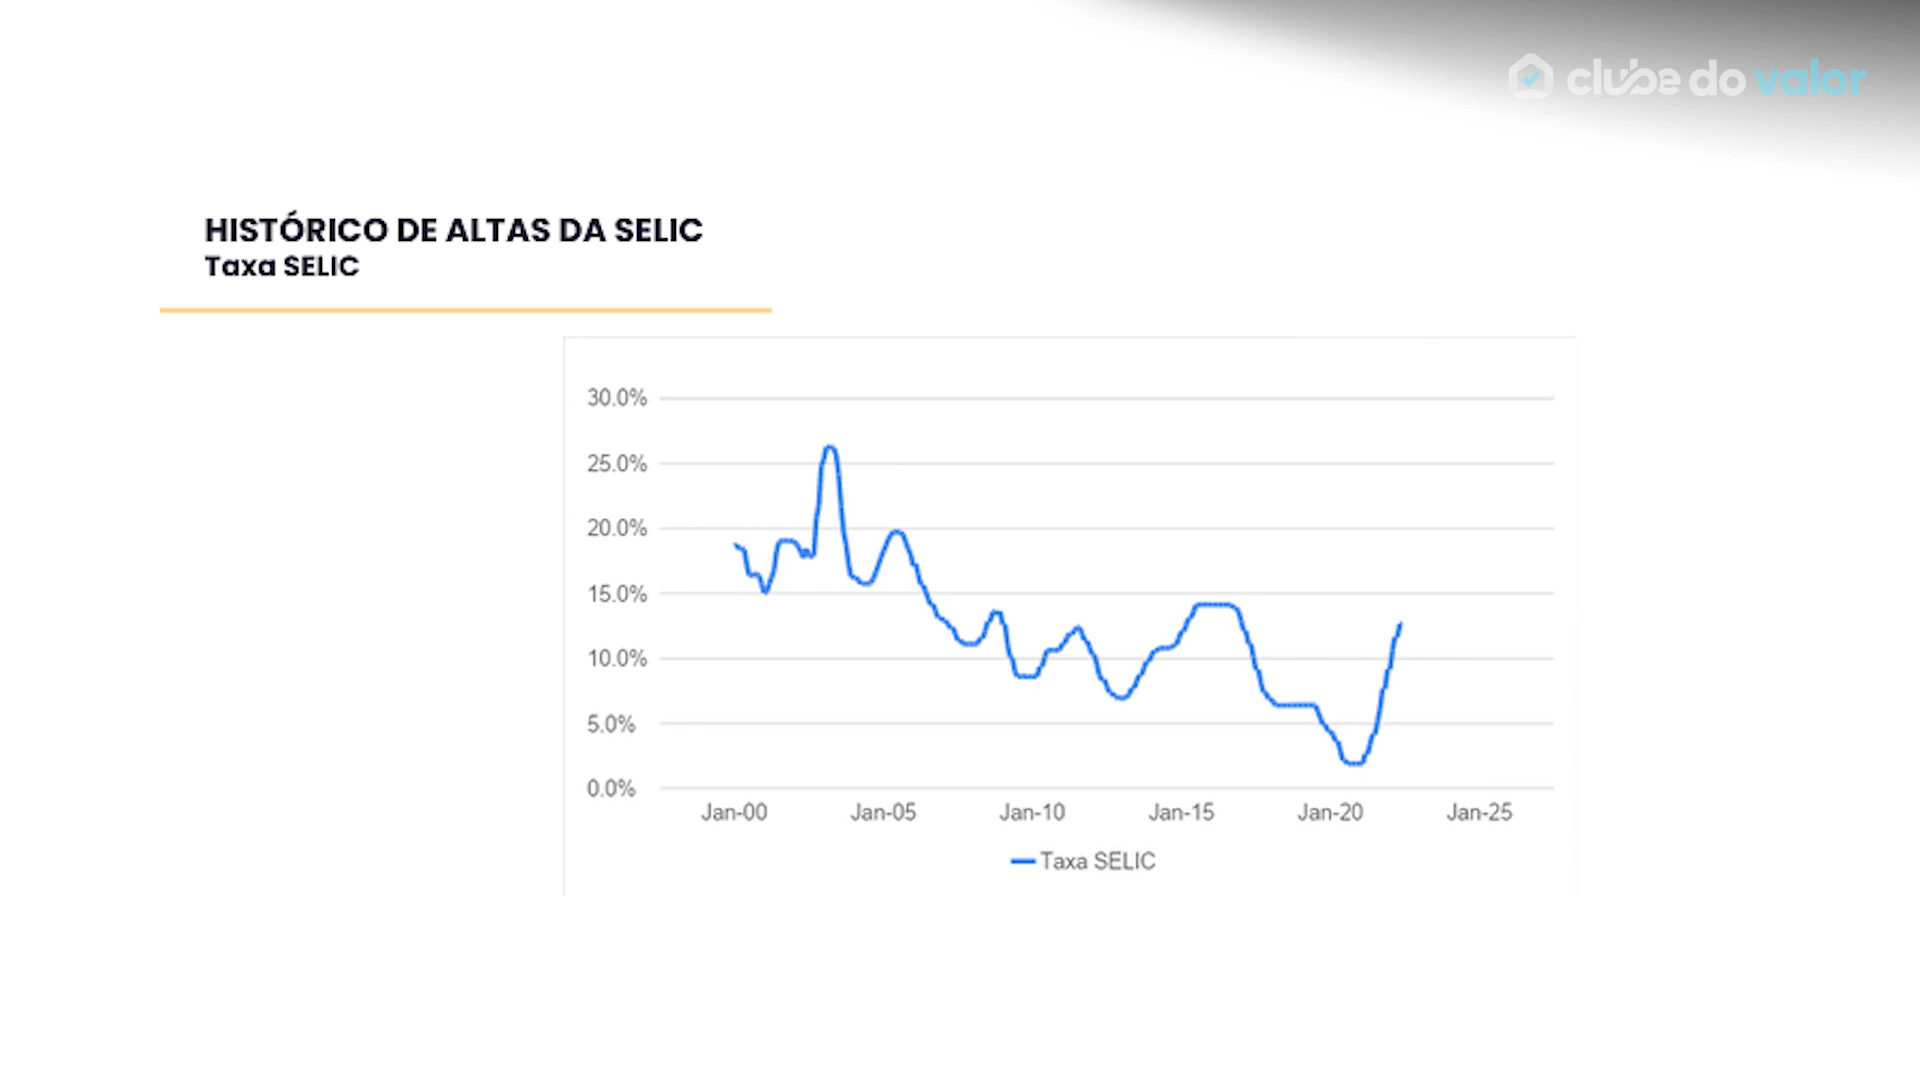 clube do valor
HISTÓRICO DE ALTAS DA SELIC
Taxa SELIC
30.0%
25.0%
20.0%
15.0%
10.0%
5.0%
0.0%
Jan-00 Jan-05 Jan-10 Jan-15 Jan-20 Jan-25
Taxa SELIC